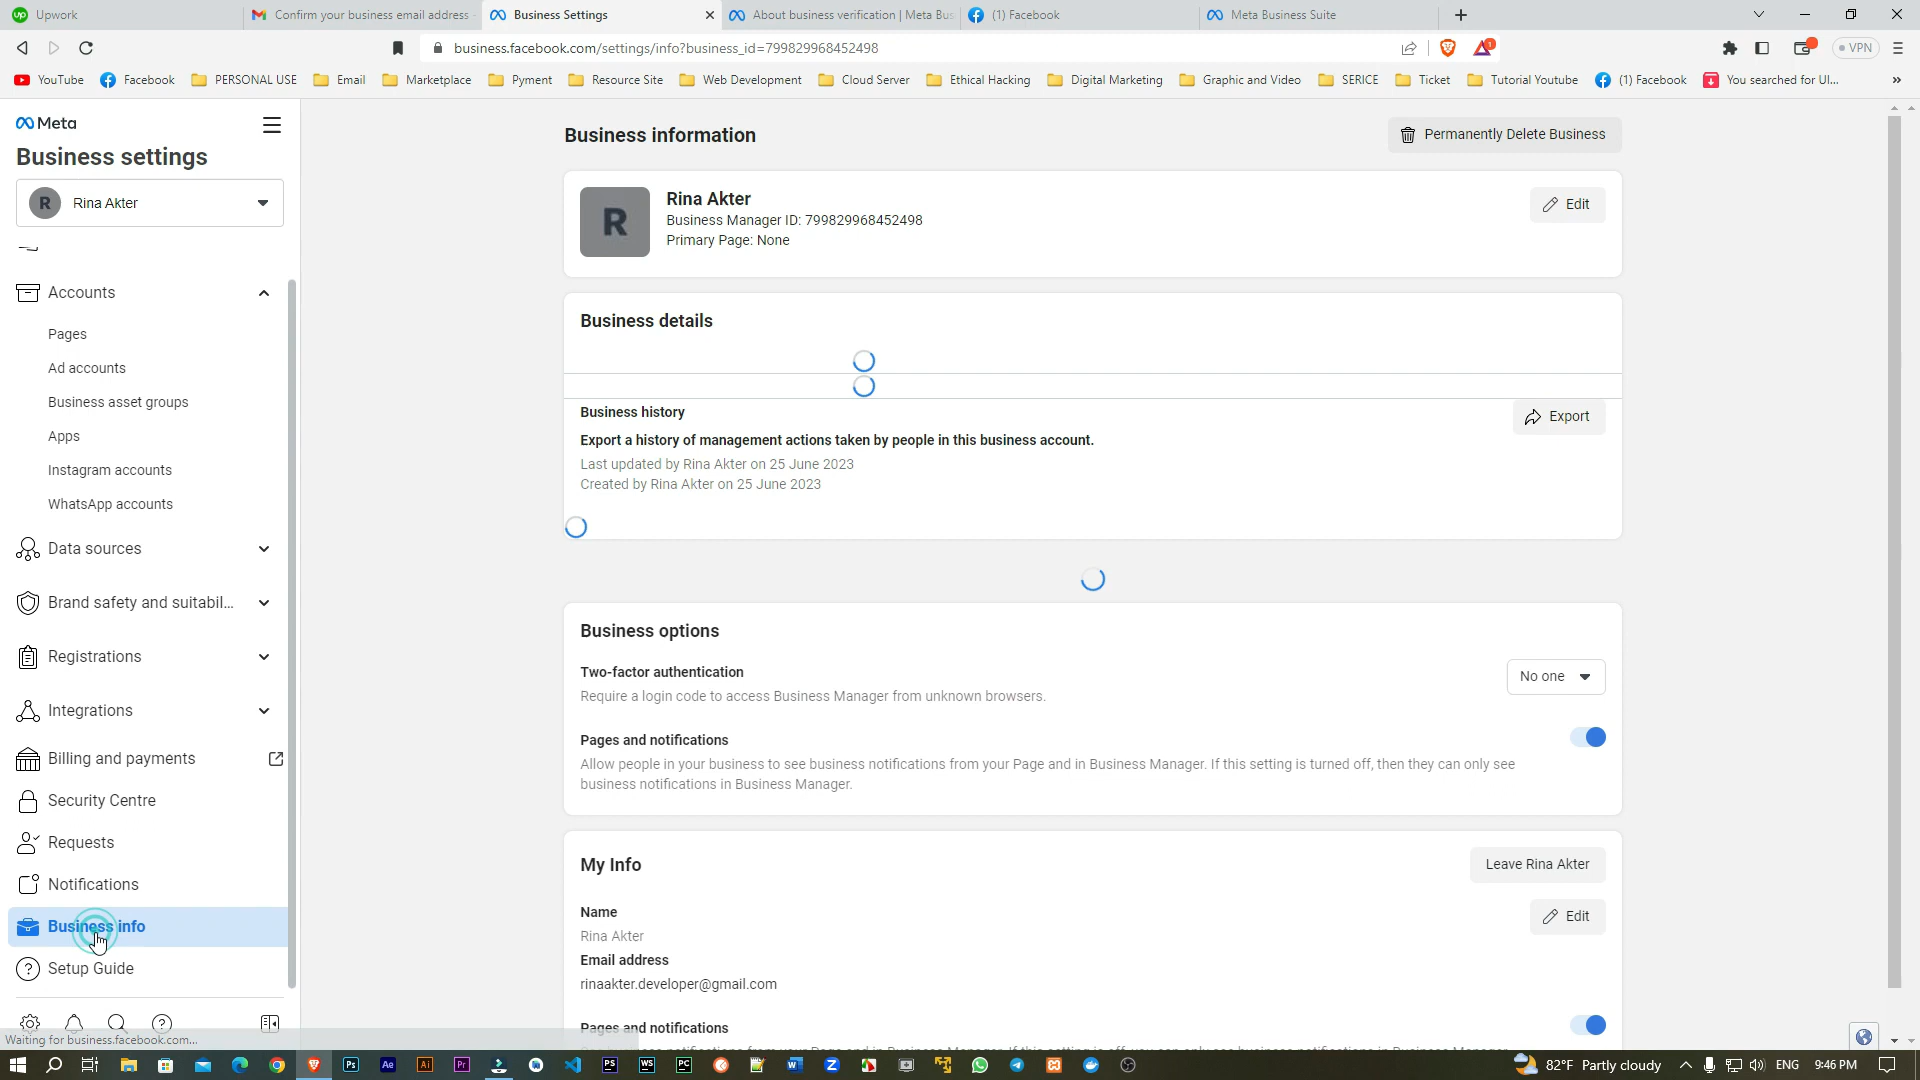 Upwork
Confirm your business email address
Business Settings
About business verification | Meta Bus
(1) Facebook
Meta Business Suite
business.facebook.com/settings/info?business_id=799829968452498
VPN
YouTube
Facebook
PERSONAL USE
Email
Marketplace
Pyment
Resource Site
Web Development
Cloud Server
Ethical Hacking
Digital Marketing
Graphic and Video
SERICE
Ticket
Tutorial Youtube
(1) Facebook
You searched for Ul...
Meta
Business settings
R
Rina Akter
Accounts
Pages
Ad accounts
Business asset groups
Apps
Instagram accounts
WhatsApp accounts
Data sources
Brand safety and suitabil...
Registrations
Integrations
Billing and payments
Security Centre
Requests
Notifications
Business info
Setup Guide
Waiting for business.facebook.com...
Business information
Permanently Delete Business
R
Rina Akter
Business Manager ID: 799829968452498
Primary Page: None
Edit
Business details
Business history
Export
Export a history of management actions taken by people in this business account.
Last updated by Rina Akter on 25 June 2023
Created by Rina Akter on 25 June 2023
Business options
Two-factor authentication
Require a login code to access Business Manager from unknown browsers.
No one
Pages and notifications
Allow people in your business to see business notifications from your Page and in Business Manager. If this setting is turned off, then they can only see
business notifications in Business Manager.
My Info
Leave Rina Akter
Name
Rina Akter
Edit
Email address
rinaakter.developer@gmail.com
Pages and notifications
82°F Partly cloudy
ENG
9:46 PM